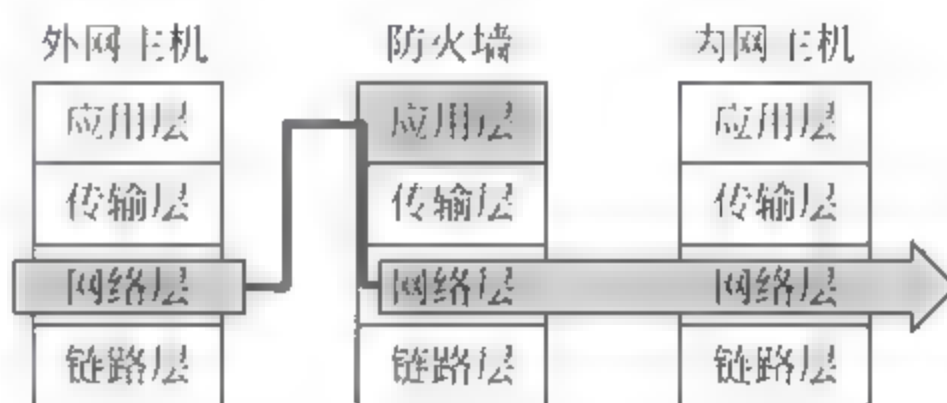 外网主机 防火墙 内网主机
应用层 应用层 应用层
传输层 传输层 传输层
网络层 网络层 网络层
链路层 链路层 链路层